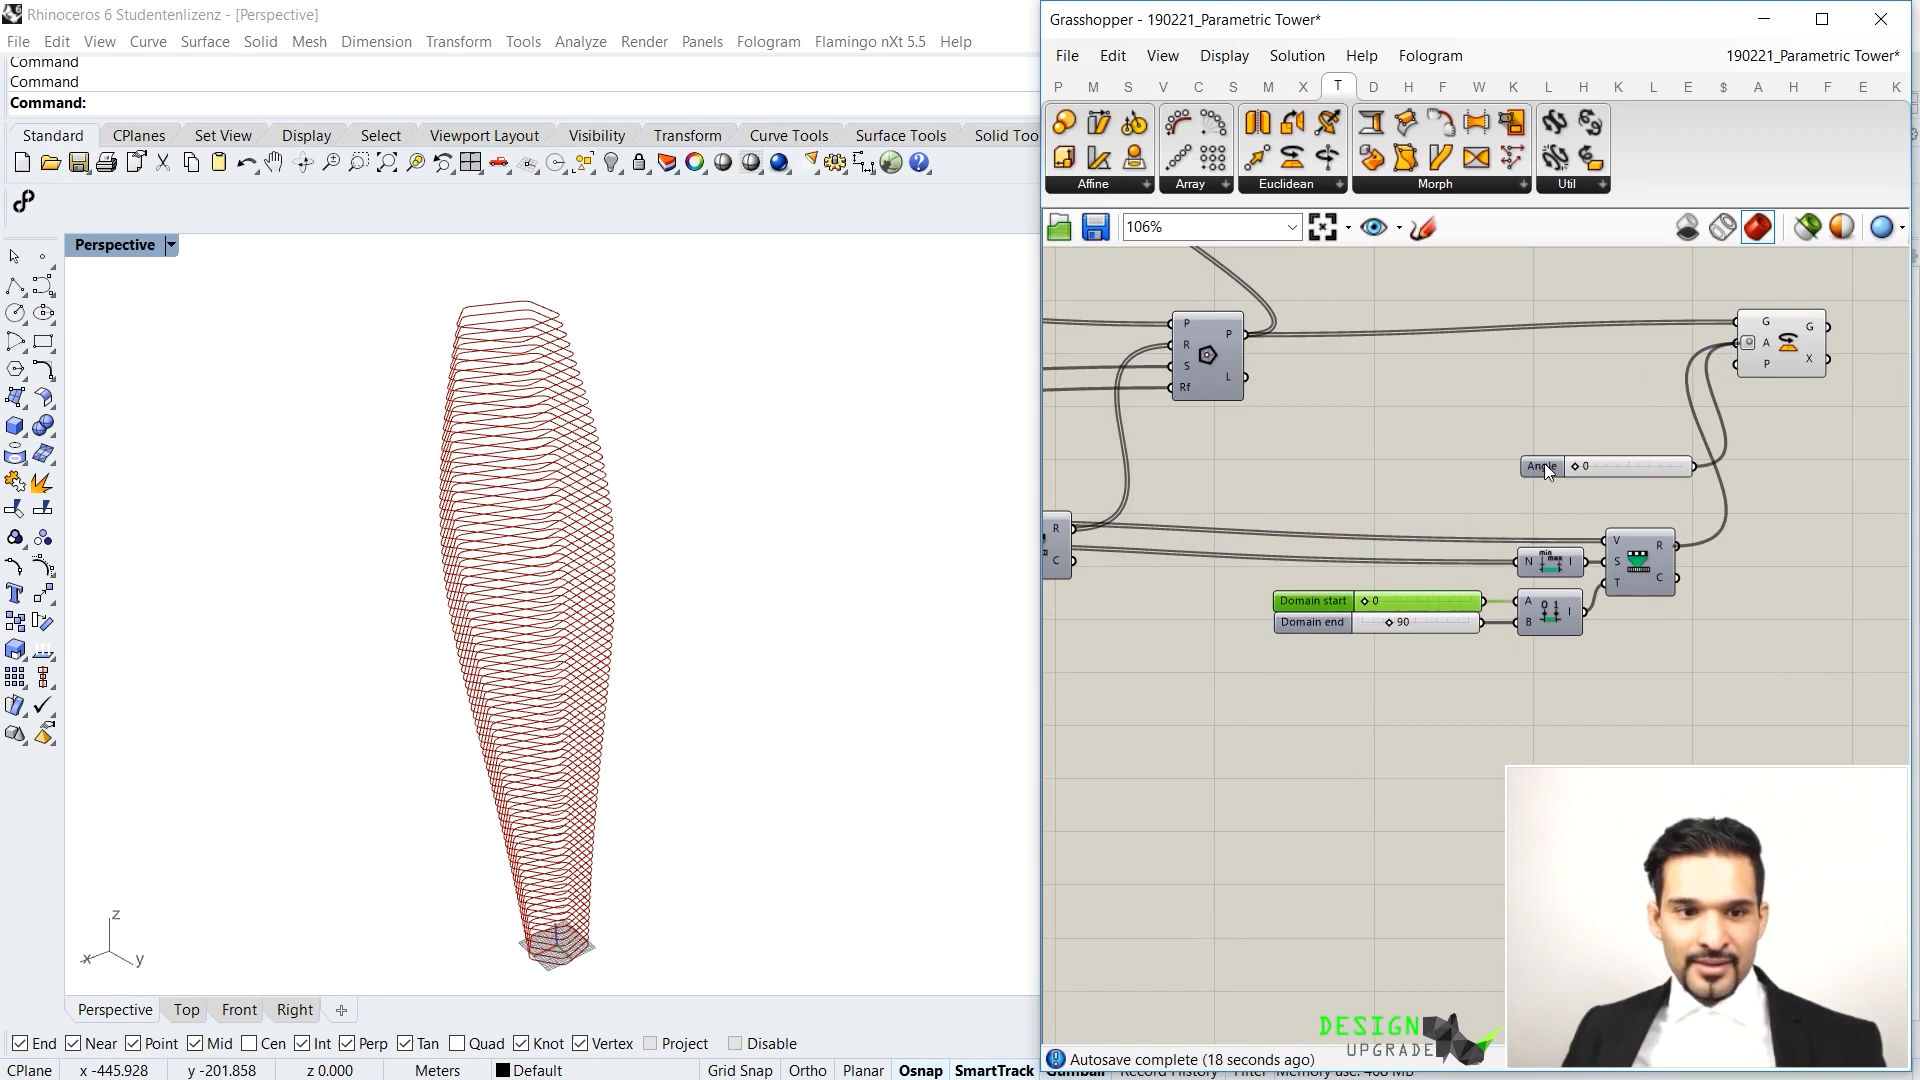 Rhinoceros 6 Studentenlizenz - [Perspective]
File Edit View Curve Surface Solid Mesh Dimension Transform Tools Analyze Render Panels Fologram Flamingo nXt 5.5 Help
Command
Command
Command:
Standard CPlanes Set View Display Select Viewport Layout Visibility Transform Curve Tools Surface Tools Solid Too
Perspective
z
x y
Perspective Top Front Right
End Near Point Mid Cen Int Perp Tan Quad Knot Vertex Project Disable
CPlane x -445.928 y -201.858 z 0.000 Meters Default Grid Snap Ortho Planar Osnap SmartTrack
Grasshopper - 190221_Parametric Tower*
File Edit View Display Solution Help Fologram 190221_Parametric Tower*
P M S V C S M X T D H F W K L H K L E $ A H F E K
Affine Array Euclidean Morph Util
106%
P R S Rf P L
G A P G X
Angle 0
R C
N min max I
V S T R C
Domain start 0
Domain end 90
A B 0 1 I
DESIGN
UPGRADE
Autosave complete (18 seconds ago)